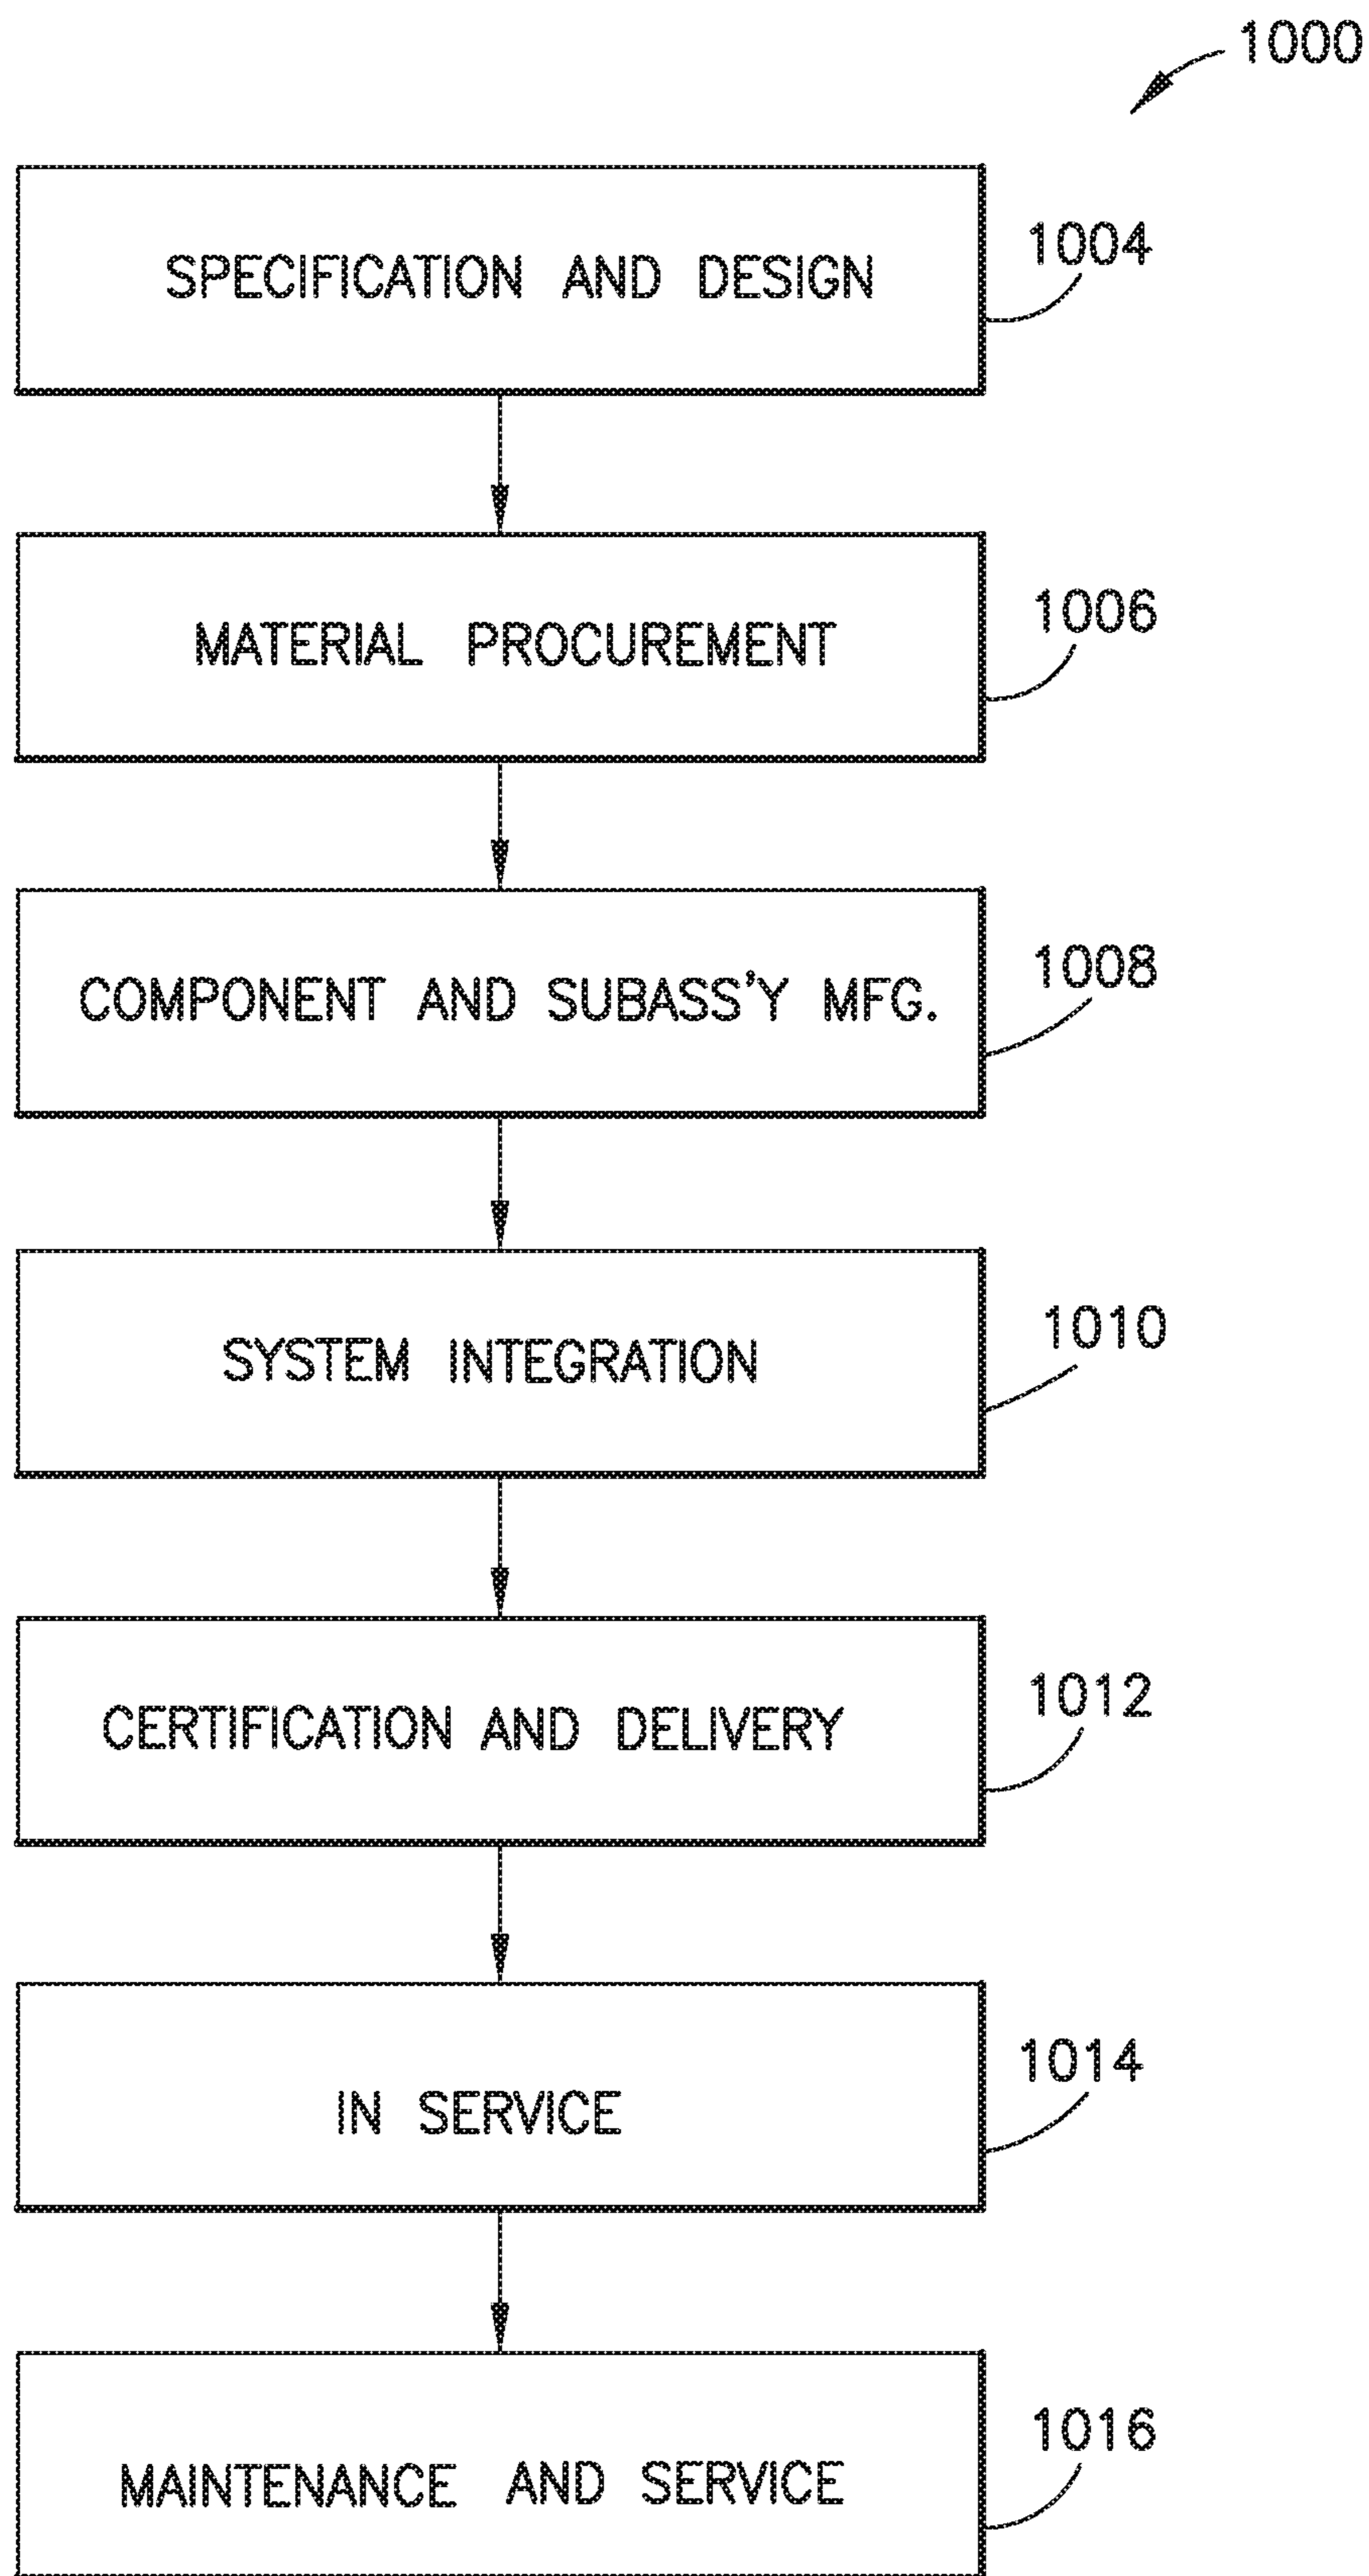 1000
SPECIFICATION AND DESIGN
1004
MATERIAL PROCUREMENT
1006
COMPONENT AND SUBASS'Y MFG.
1008
SYSTEM INTEGRATION
1010
CERTIFICATION AND DELIVERY
1012
IN SERVICE
1014
MAINTENANCE AND SERVICE
1016